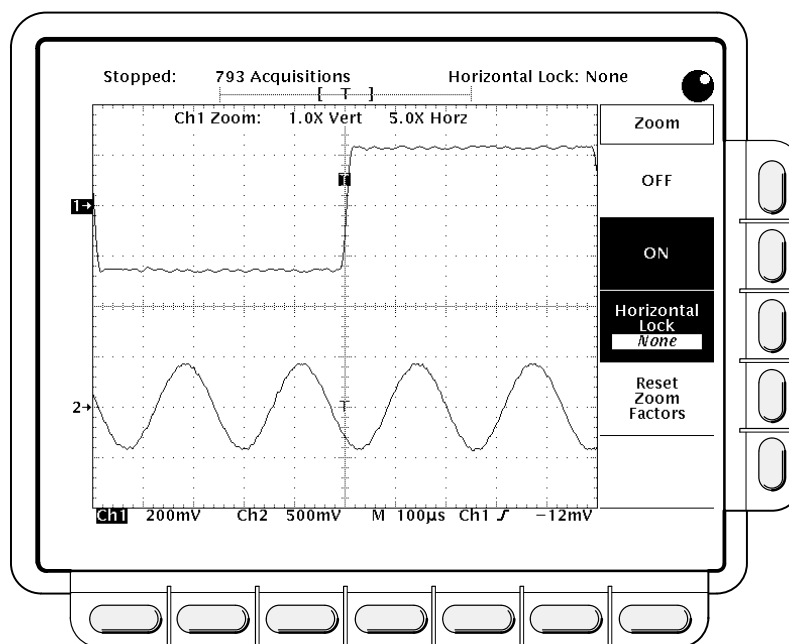 Stopped: 793 Acquisitions Horizontal Lock: None
[ T ]
Ch1 Zoom: 1.0X Vert 5.0X Horz
Zoom
OFF
T
1→
ON
Horizontal
Lock
None
Reset
Zoom
Factors
2→
T
Ch1 200mV Ch2 500mV M 100µs Ch1 -12mV